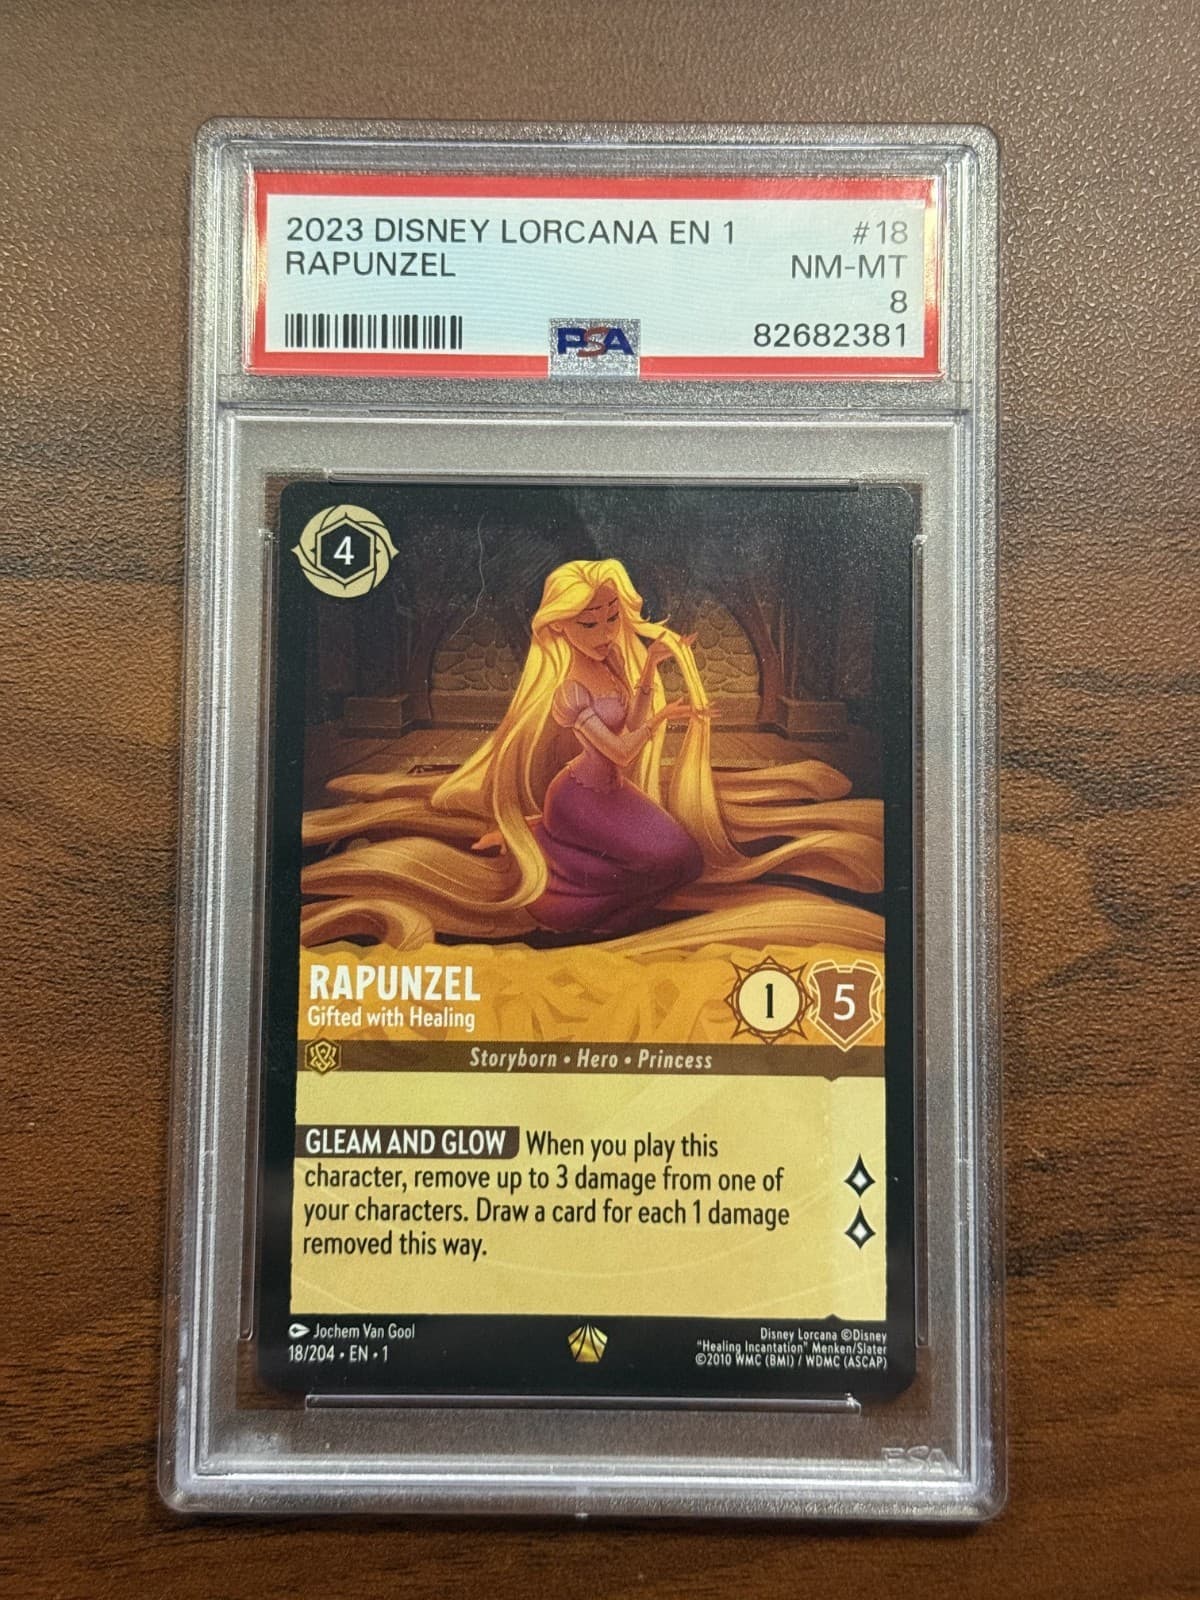 2023 DISNEY LORCANA EN 1 #18
RAPUNZEL NM-MT
8
PSA 82682381
4
RAPUNZEL
Gifted with Healing
1 5
Storyborn • Hero • Princess
GLEAM AND GLOW When you play this
character, remove up to 3 damage from one of
your characters. Draw a card for each 1 damage
removed this way.
Jochem Van Gool
18/204 • EN • 1
Disney Lorcana ©Disney
"Healing Incantation" Menken/Slater
©2010 WMC (BMI) / WDMC (ASCAP)
PSA